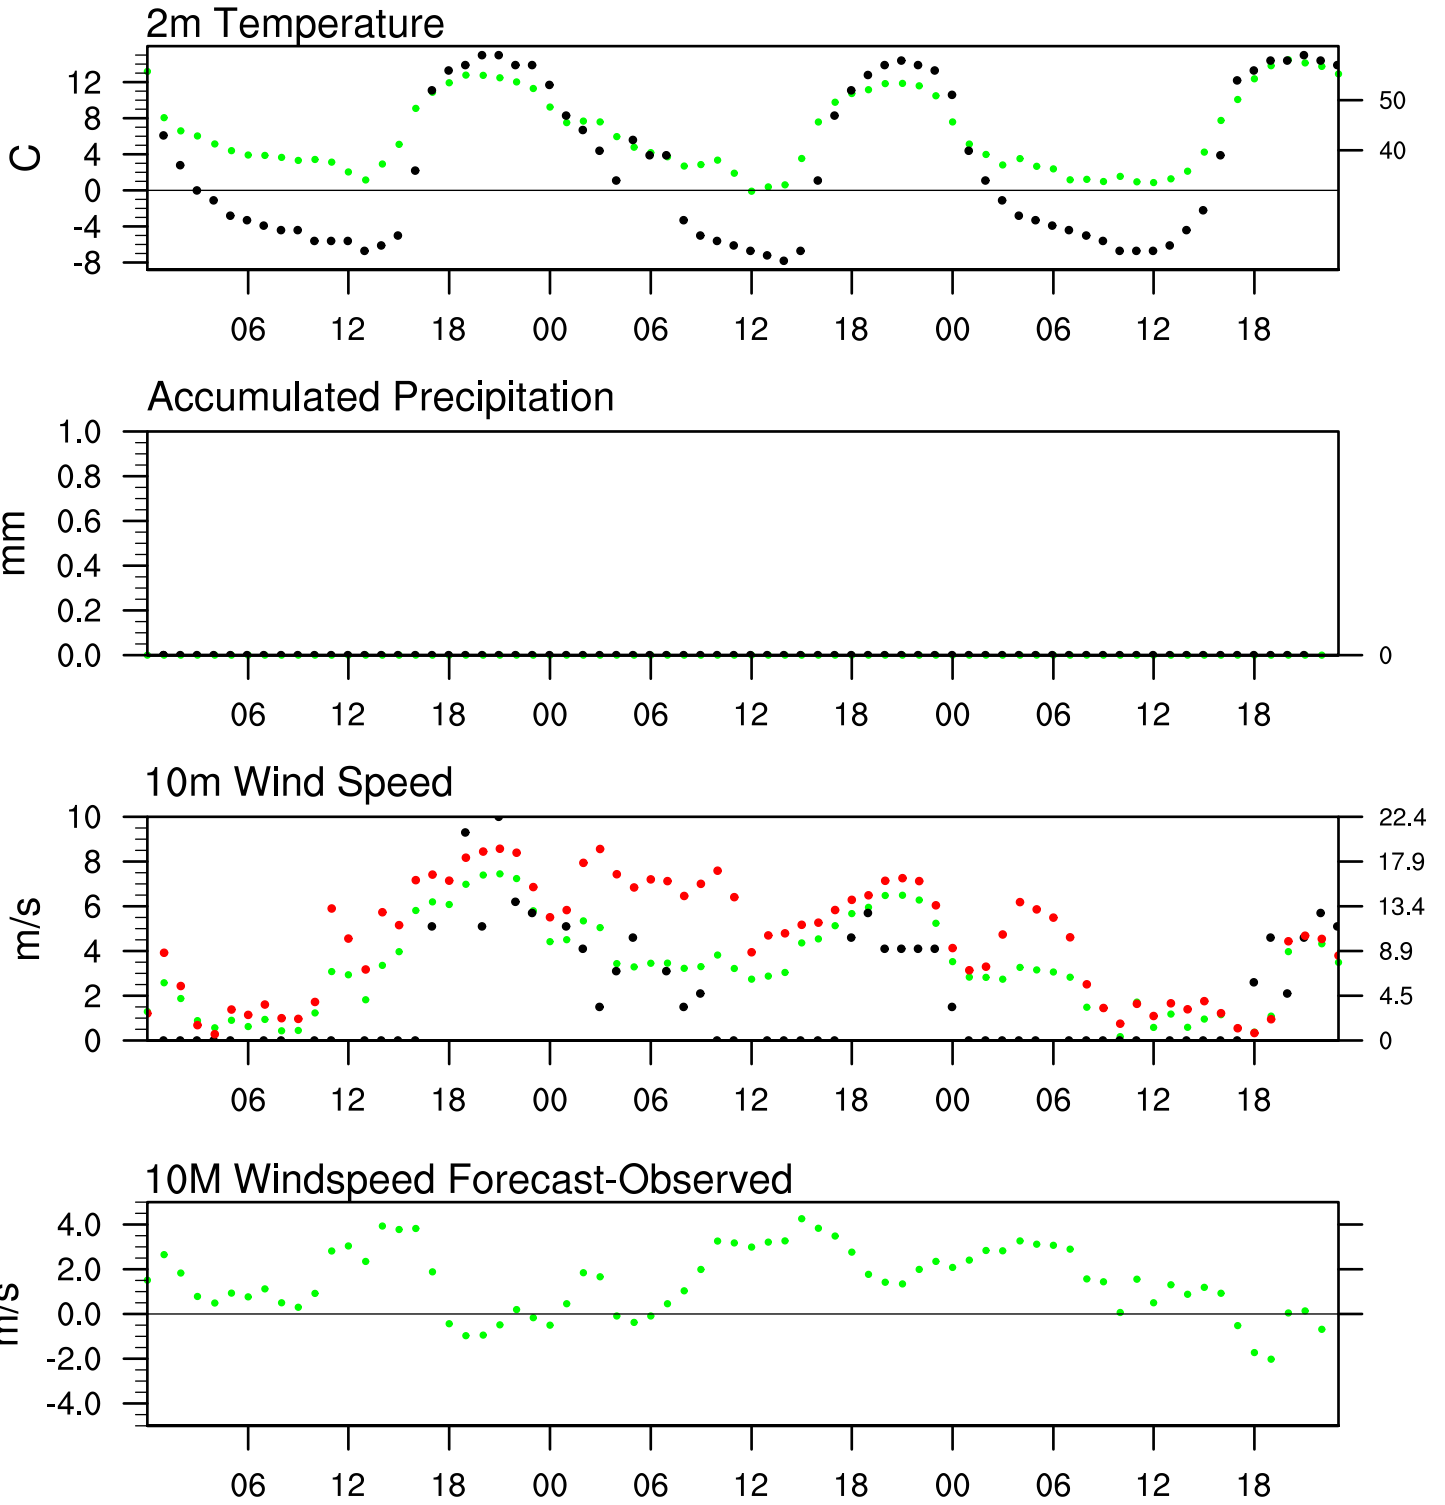 2m Temperature
12
8
4
0
-4
-8
C
50
40
06 12 18 00 06 12 18 00 06 12 18
Accumulated Precipitation
1.0
0.8
0.6
0.4
0.2
0.0
mm
0
06 12 18 00 06 12 18 00 06 12 18
10m Wind Speed
10
8
6
4
2
0
m/s
22.4
17.9
13.4
8.9
4.5
0
06 12 18 00 06 12 18 00 06 12 18
10M Windspeed Forecast-Observed
4.0
2.0
0.0
-2.0
-4.0
m/s
06 12 18 00 06 12 18 00 06 12 18